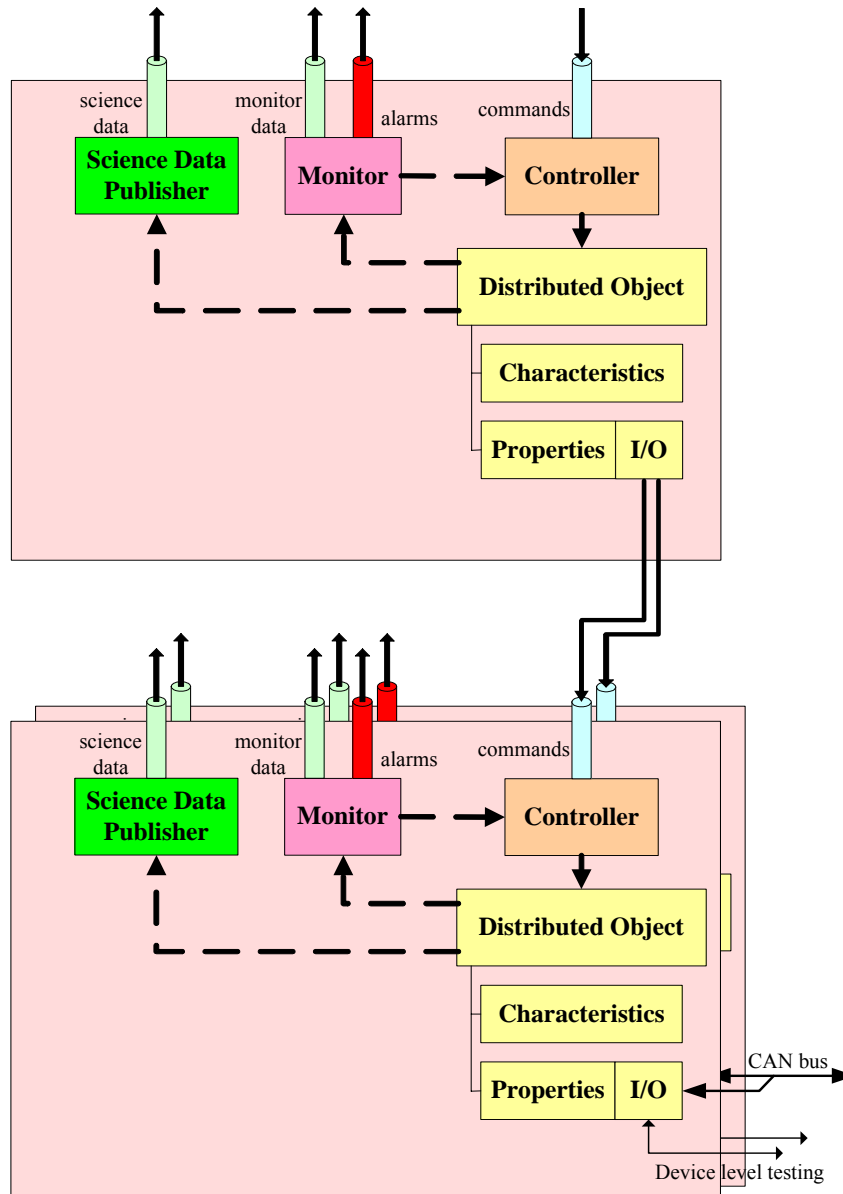 science
data
monitor
data
alarms
commands
Science Data
Publisher
Monitor
Controller
Distributed Object
Characteristics
Properties
I/O
science
data
monitor
data
alarms
commands
Science Data
Publisher
Monitor
Controller
Distributed Object
Characteristics
CAN bus
Properties
I/O
Device level testing